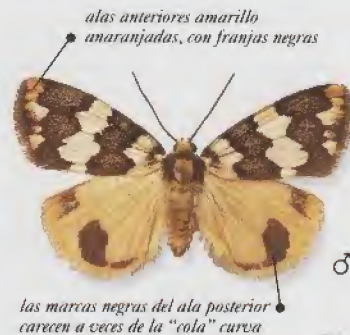 alas anteriores amarillo
anaranjadas, con franjas negras
♂
las marcas negras del ala posterior
carecen a veces de la "cola" curva